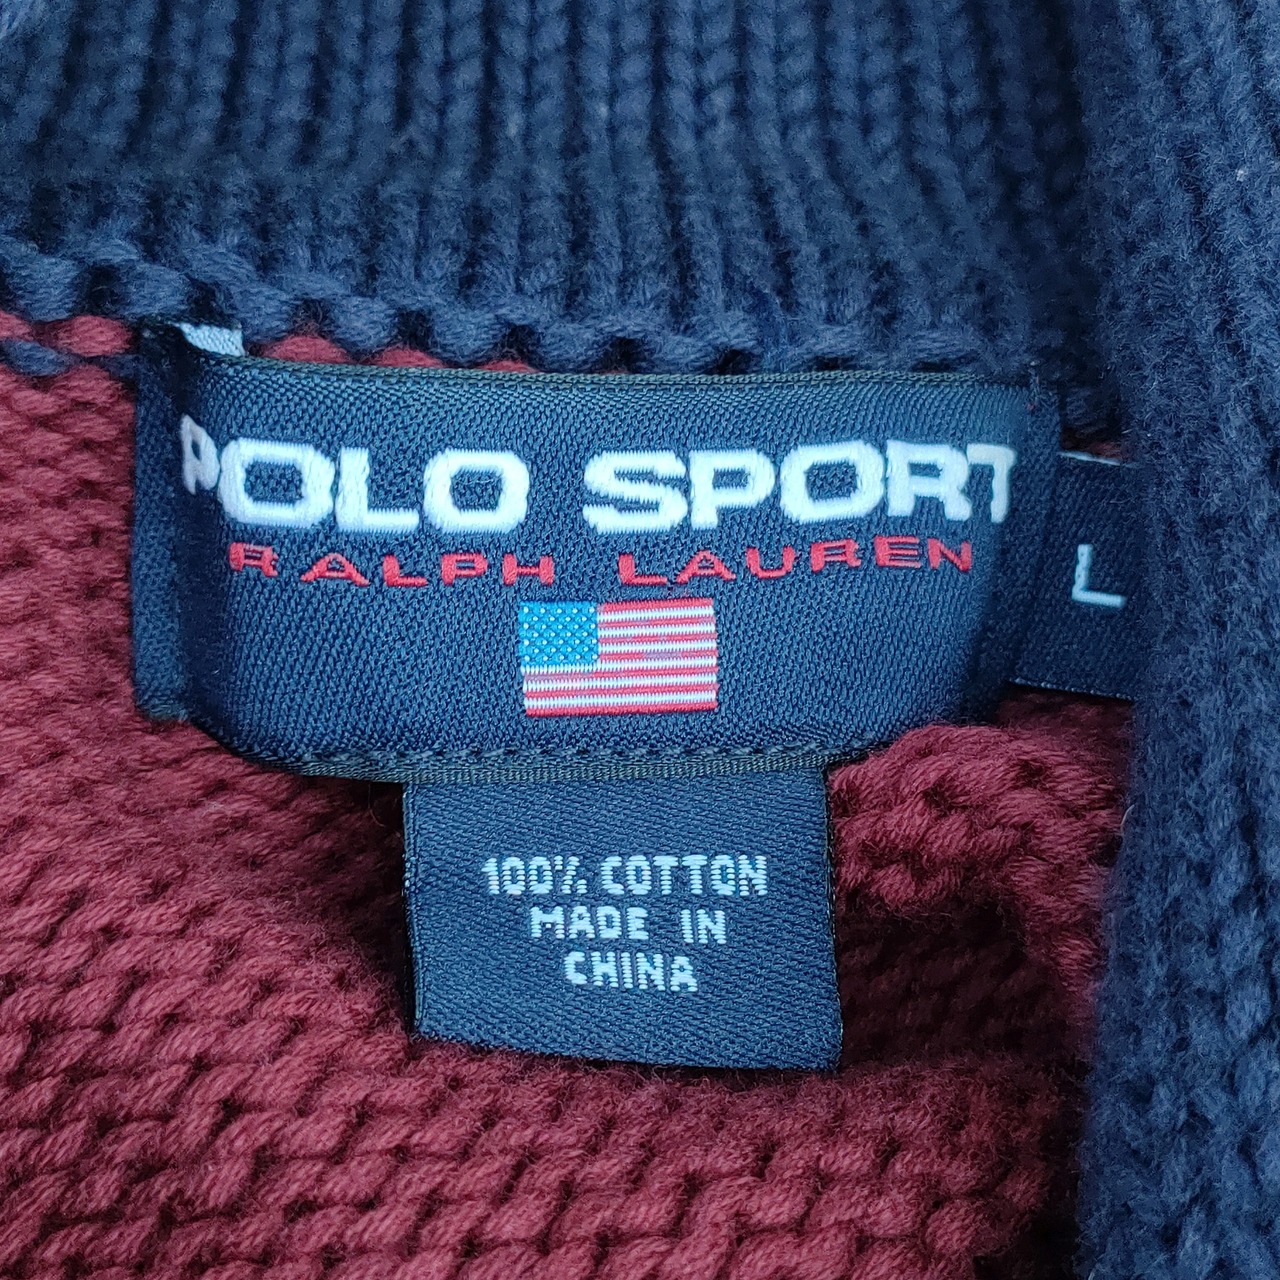 POLO SPORT
RALPH LAUREN
L
100% COTTON
MADE IN
CHINA